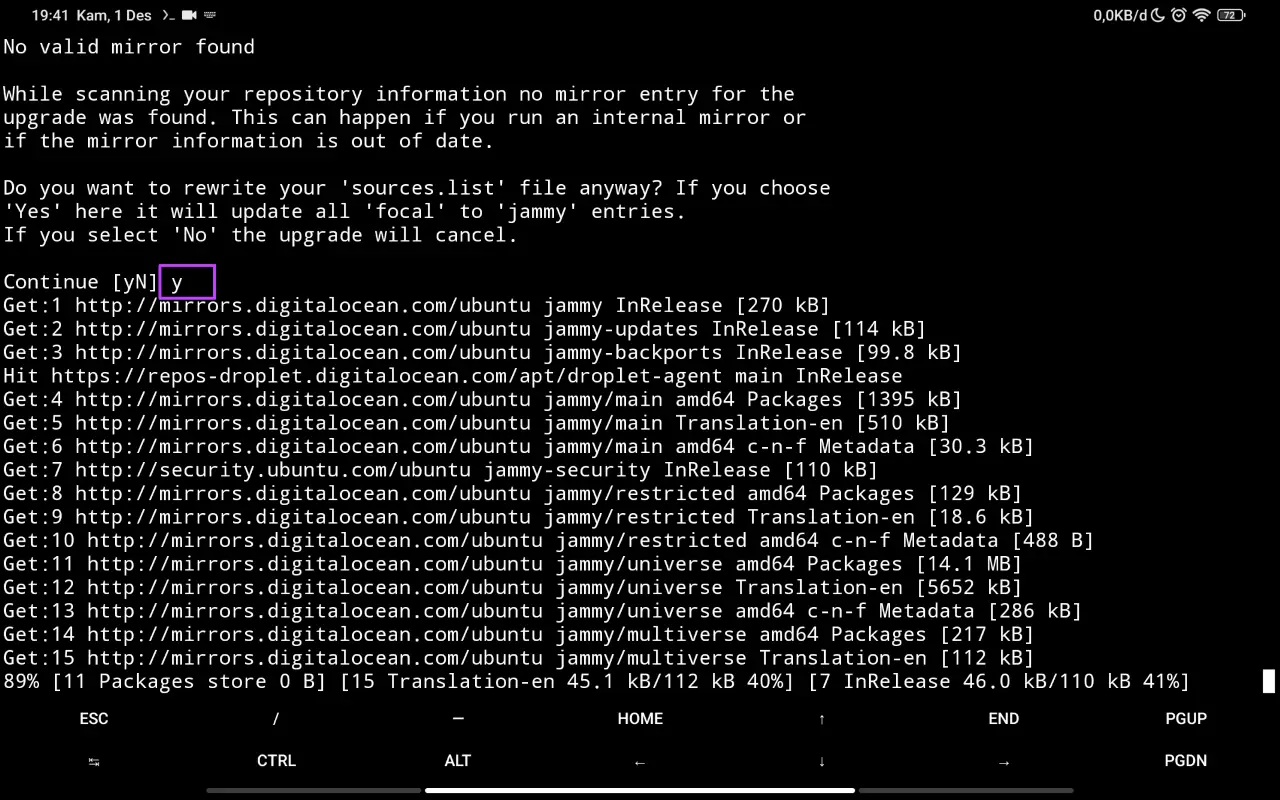 19:41 Kam, 1 Des >_ 0,0KB/d 72
No valid mirror found
While scanning your repository information no mirror entry for the
upgrade was found. This can happen if you run an internal mirror or
if the mirror information is out of date.
Do you want to rewrite your 'sources.list' file anyway? If you choose
'Yes' here it will update all 'focal' to 'jammy' entries.
If you select 'No' the upgrade will cancel.
Continue [yN] y
Get:1 http://mirrors.digitalocean.com/ubuntu jammy InRelease [270 kB]
Get:2 http://mirrors.digitalocean.com/ubuntu jammy-updates InRelease [114 kB]
Get:3 http://mirrors.digitalocean.com/ubuntu jammy-backports InRelease [99.8 kB]
Hit https://repos-droplet.digitalocean.com/apt/droplet-agent main InRelease
Get:4 http://mirrors.digitalocean.com/ubuntu jammy/main amd64 Packages [1395 kB]
Get:5 http://mirrors.digitalocean.com/ubuntu jammy/main Translation-en [510 kB]
Get:6 http://mirrors.digitalocean.com/ubuntu jammy/main amd64 c-n-f Metadata [30.3 kB]
Get:7 http://security.ubuntu.com/ubuntu jammy-security InRelease [110 kB]
Get:8 http://mirrors.digitalocean.com/ubuntu jammy/restricted amd64 Packages [129 kB]
Get:9 http://mirrors.digitalocean.com/ubuntu jammy/restricted Translation-en [18.6 kB]
Get:10 http://mirrors.digitalocean.com/ubuntu jammy/restricted amd64 c-n-f Metadata [488 B]
Get:11 http://mirrors.digitalocean.com/ubuntu jammy/universe amd64 Packages [14.1 MB]
Get:12 http://mirrors.digitalocean.com/ubuntu jammy/universe Translation-en [5652 kB]
Get:13 http://mirrors.digitalocean.com/ubuntu jammy/universe amd64 c-n-f Metadata [286 kB]
Get:14 http://mirrors.digitalocean.com/ubuntu jammy/multiverse amd64 Packages [217 kB]
Get:15 http://mirrors.digitalocean.com/ubuntu jammy/multiverse Translation-en [112 kB]
89% [11 Packages store 0 B] [15 Translation-en 45.1 kB/112 kB 40%] [7 InRelease 46.0 kB/110 kB 41%]
ESC / — HOME ↑ END PGUP
↹ CTRL ALT ← ↓ → PGDN